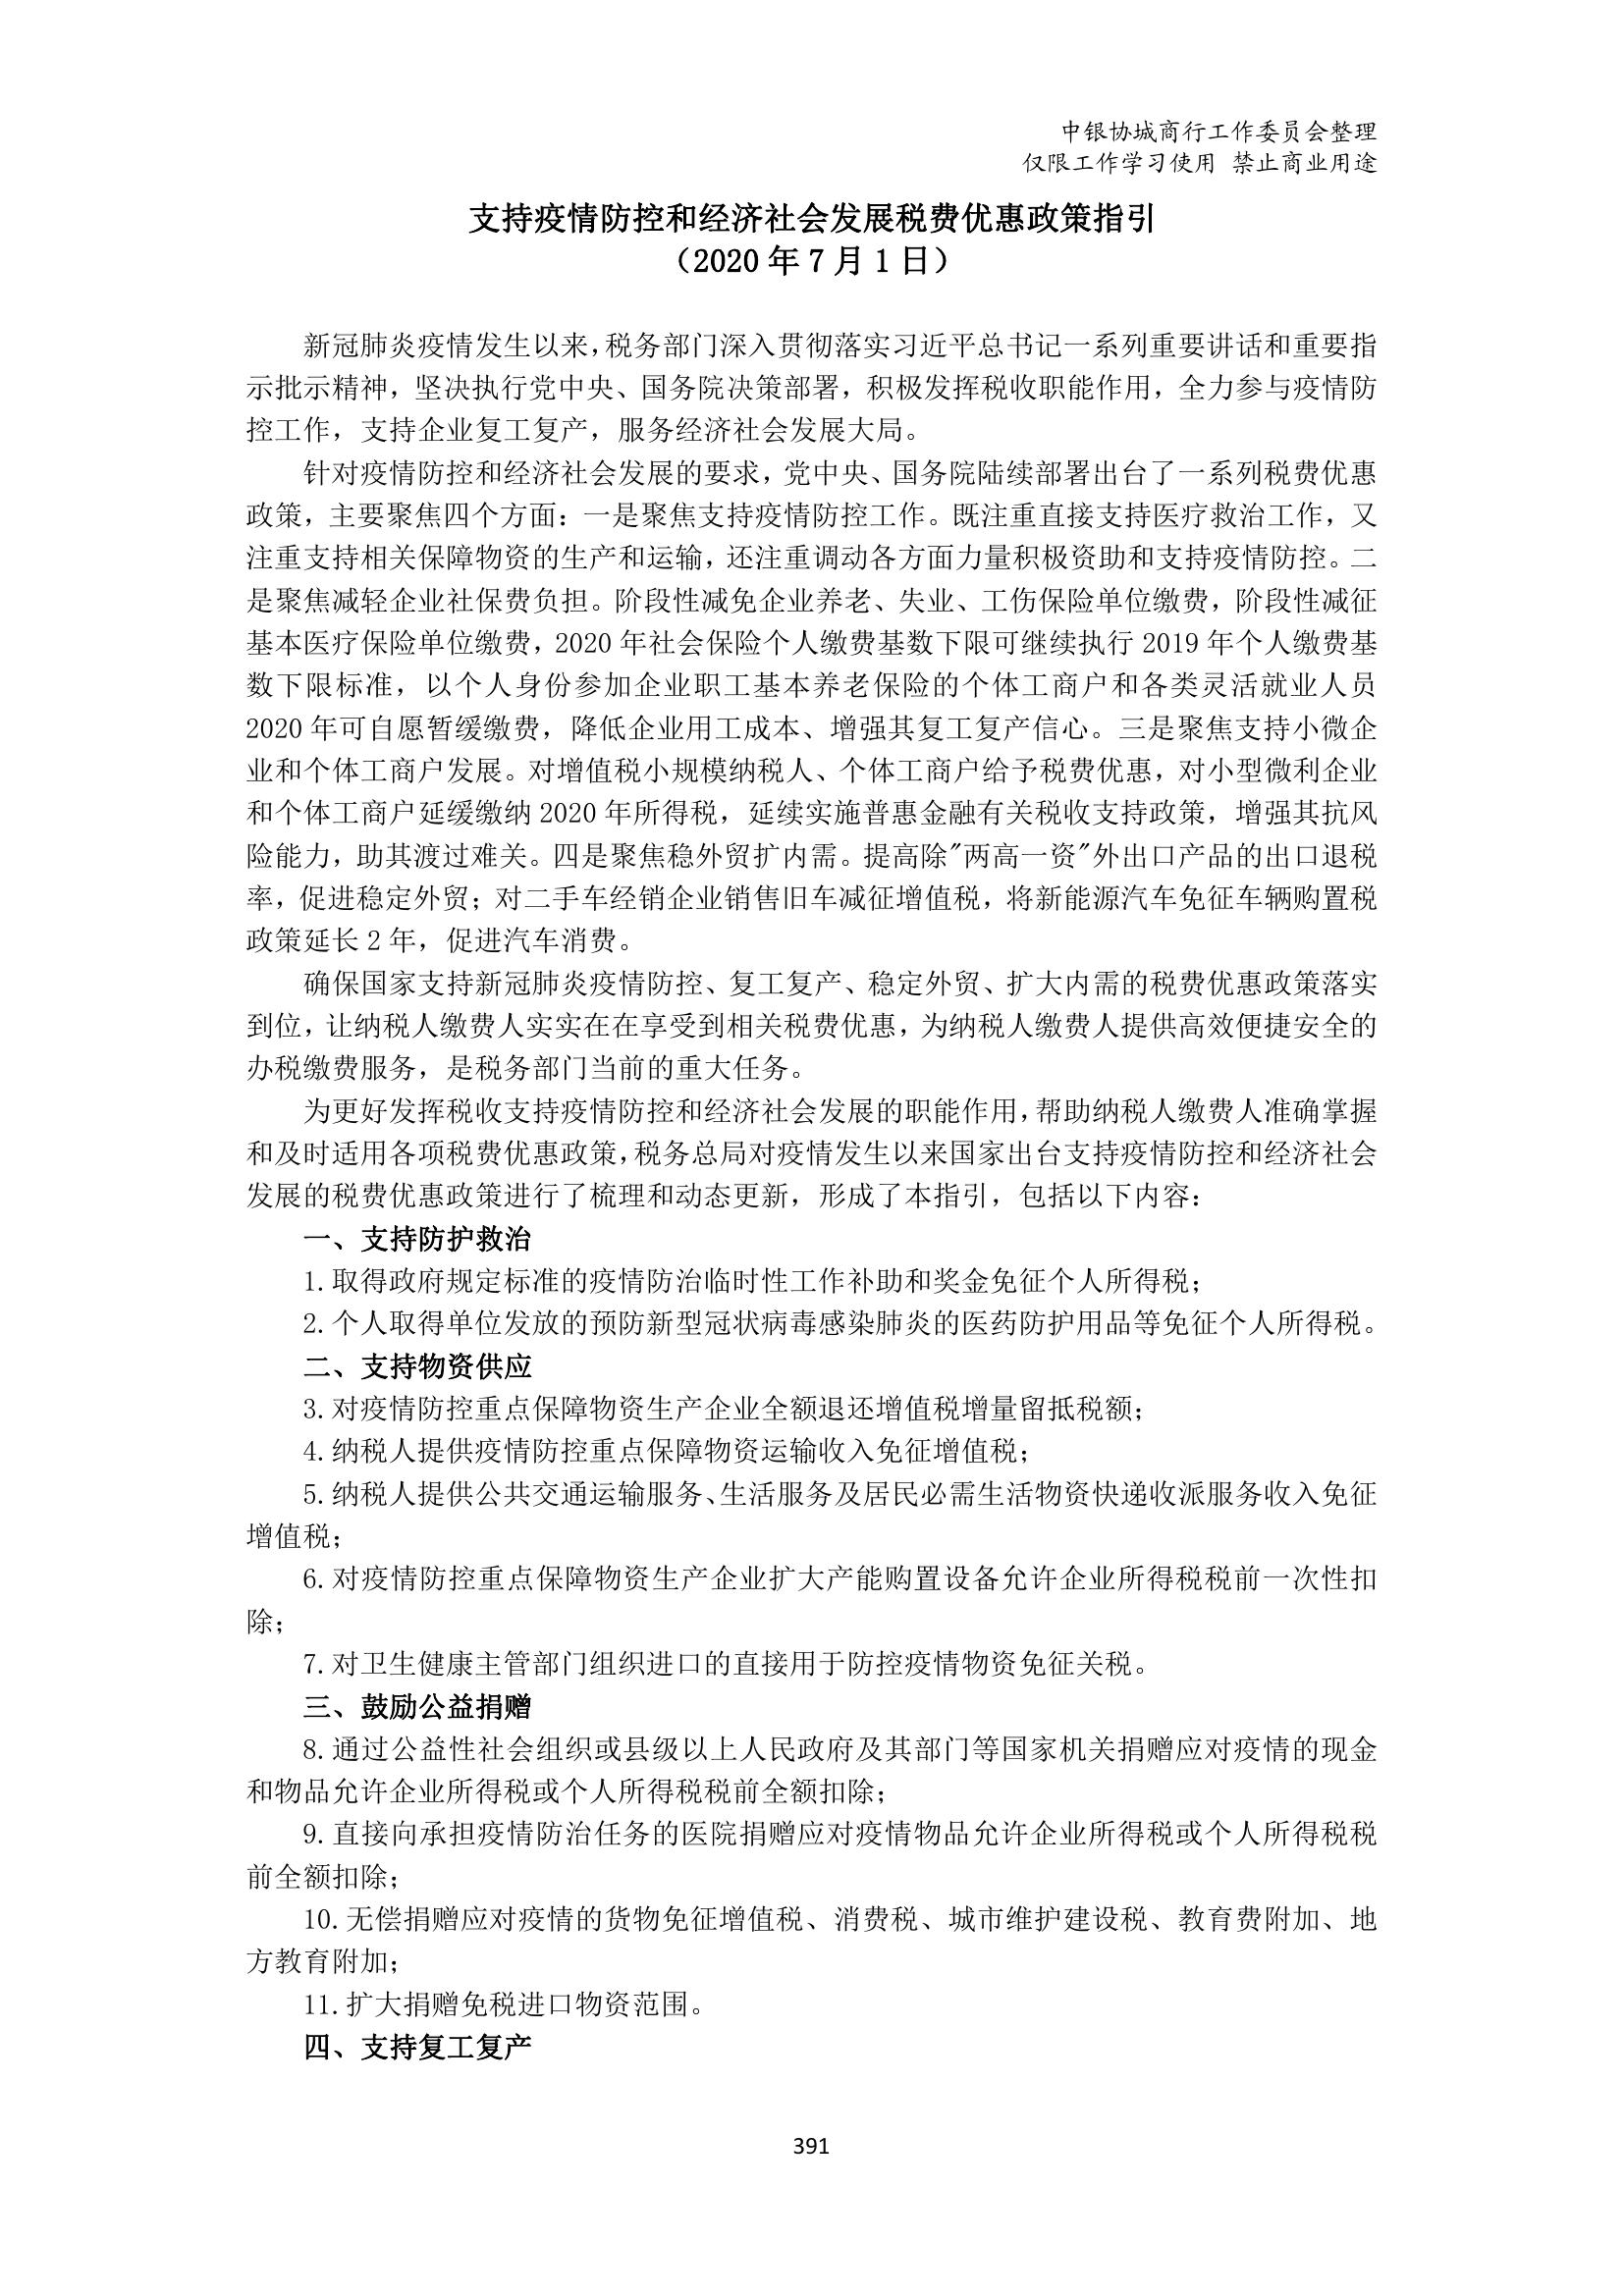 中银协城商行工作委员会整理
仅限工作学习使用 禁止商业用途
支持疫情防控和经济社会发展税费优惠政策指引
（2020 年 7 月 1 日）
新冠肺炎疫情发生以来，税务部门深入贯彻落实习近平总书记一系列重要讲话和重要指
示批示精神，坚决执行党中央、国务院决策部署，积极发挥税收职能作用，全力参与疫情防
控工作，支持企业复工复产，服务经济社会发展大局。
针对疫情防控和经济社会发展的要求，党中央、国务院陆续部署出台了一系列税费优惠
政策，主要聚焦四个方面：一是聚焦支持疫情防控工作。既注重直接支持医疗救治工作，又
注重支持相关保障物资的生产和运输，还注重调动各方面力量积极资助和支持疫情防控。二
是聚焦减轻企业社保费负担。阶段性减免企业养老、失业、工伤保险单位缴费，阶段性减征
基本医疗保险单位缴费，2020 年社会保险个人缴费基数下限可继续执行 2019 年个人缴费基
数下限标准，以个人身份参加企业职工基本养老保险的个体工商户和各类灵活就业人员
2020 年可自愿暂缓缴费，降低企业用工成本、增强其复工复产信心。三是聚焦支持小微企
业和个体工商户发展。对增值税小规模纳税人、个体工商户给予税费优惠，对小型微利企业
和个体工商户延缓缴纳 2020 年所得税，延续实施普惠金融有关税收支持政策，增强其抗风
险能力，助其渡过难关。四是聚焦稳外贸扩内需。提高除"两高一资"外出口产品的出口退税
率，促进稳定外贸；对二手车经销企业销售旧车减征增值税，将新能源汽车免征车辆购置税
政策延长 2 年，促进汽车消费。
确保国家支持新冠肺炎疫情防控、复工复产、稳定外贸、扩大内需的税费优惠政策落实
到位，让纳税人缴费人实实在在享受到相关税费优惠，为纳税人缴费人提供高效便捷安全的
办税缴费服务，是税务部门当前的重大任务。
为更好发挥税收支持疫情防控和经济社会发展的职能作用，帮助纳税人缴费人准确掌握
和及时适用各项税费优惠政策，税务总局对疫情发生以来国家出台支持疫情防控和经济社会
发展的税费优惠政策进行了梳理和动态更新，形成了本指引，包括以下内容：
一、支持防护救治
1.取得政府规定标准的疫情防治临时性工作补助和奖金免征个人所得税；
2.个人取得单位发放的预防新型冠状病毒感染肺炎的医药防护用品等免征个人所得税。
二、支持物资供应
3.对疫情防控重点保障物资生产企业全额退还增值税增量留抵税额；
4.纳税人提供疫情防控重点保障物资运输收入免征增值税；
5.纳税人提供公共交通运输服务、生活服务及居民必需生活物资快递收派服务收入免征
增值税；
6.对疫情防控重点保障物资生产企业扩大产能购置设备允许企业所得税税前一次性扣
除；
7.对卫生健康主管部门组织进口的直接用于防控疫情物资免征关税。
三、鼓励公益捐赠
8.通过公益性社会组织或县级以上人民政府及其部门等国家机关捐赠应对疫情的现金
和物品允许企业所得税或个人所得税税前全额扣除；
9.直接向承担疫情防治任务的医院捐赠应对疫情物品允许企业所得税或个人所得税税
前全额扣除；
10.无偿捐赠应对疫情的货物免征增值税、消费税、城市维护建设税、教育费附加、地
方教育附加；
11.扩大捐赠免税进口物资范围。
四、支持复工复产
391